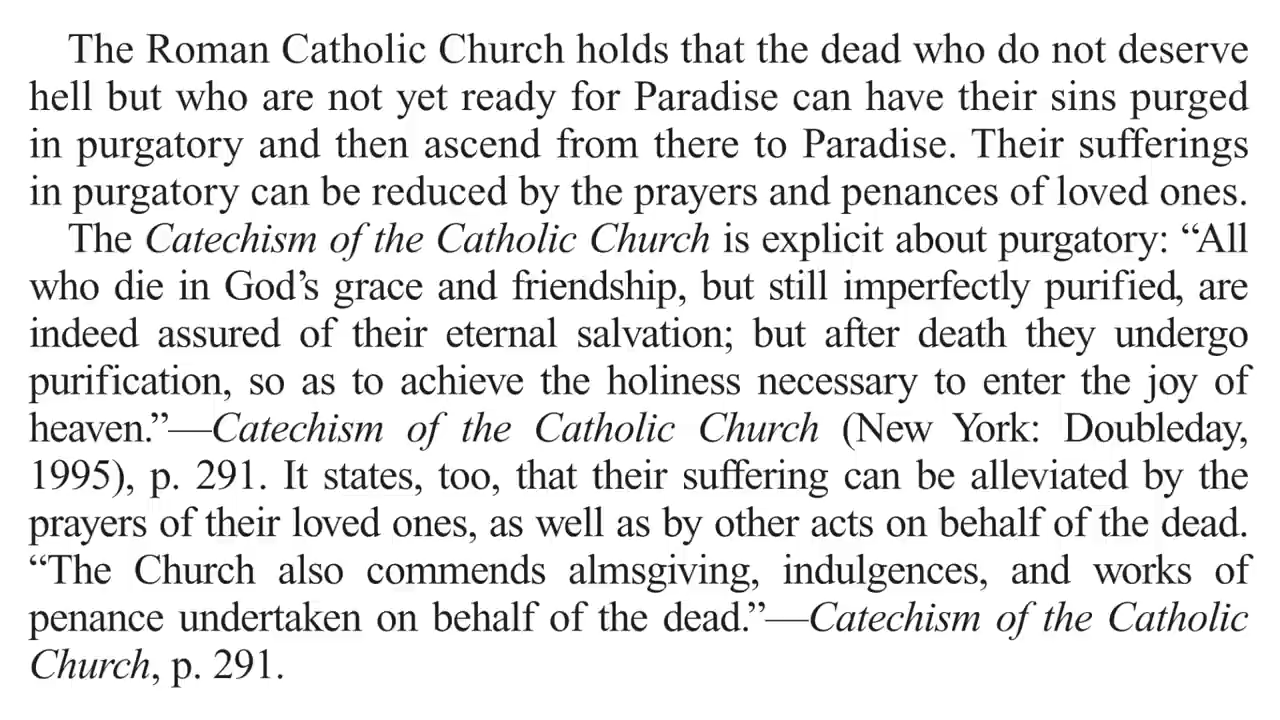 The Roman Catholic Church holds that the dead who do not deserve
hell but who are not yet ready for Paradise can have their sins purged
in purgatory and then ascend from there to Paradise. Their sufferings
in purgatory can be reduced by the prayers and penances of loved ones.
The Catechism of the Catholic Church is explicit about purgatory: “All
who die in God’s grace and friendship, but still imperfectly purified, are
indeed assured of their eternal salvation; but after death they undergo
purification, so as to achieve the holiness necessary to enter the joy of
heaven.”—Catechism of the Catholic Church (New York: Doubleday,
1995), p. 291. It states, too, that their suffering can be alleviated by the
prayers of their loved ones, as well as by other acts on behalf of the dead.
“The Church also commends almsgiving, indulgences, and works of
penance undertaken on behalf of the dead.”—Catechism of the Catholic
Church, p. 291.